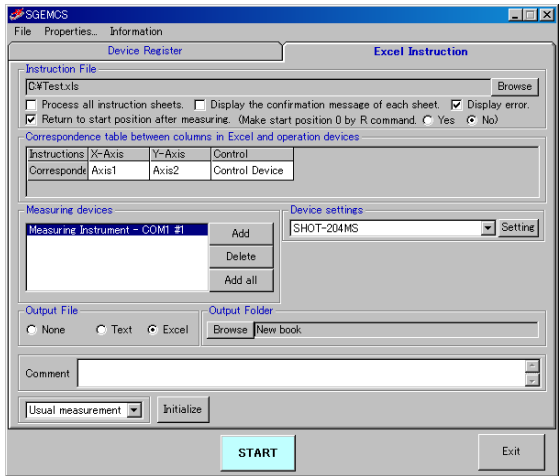 SGEMCS
File Properties... Information
Device Register Excel Instruction
Instruction File
C:¥Test.xls Browse
Process all instruction sheets. Display the confirmation message of each sheet. Display error.
Return to start position after measuring. (Make start position 0 by R command. Yes No)
Correspondence table between columns in Excel and operation devices
Instructions X-Axis Y-Axis Control
Corresponde Axis1 Axis2 Control Device
Measuring devices Device settings
Measuring Instrument - COM1 #1 Add SHOT-204MS Setting
Delete
Add all
Output File Output Folder
None Text Excel Browse New book
Comment
Usual measurement Initialize
START Exit